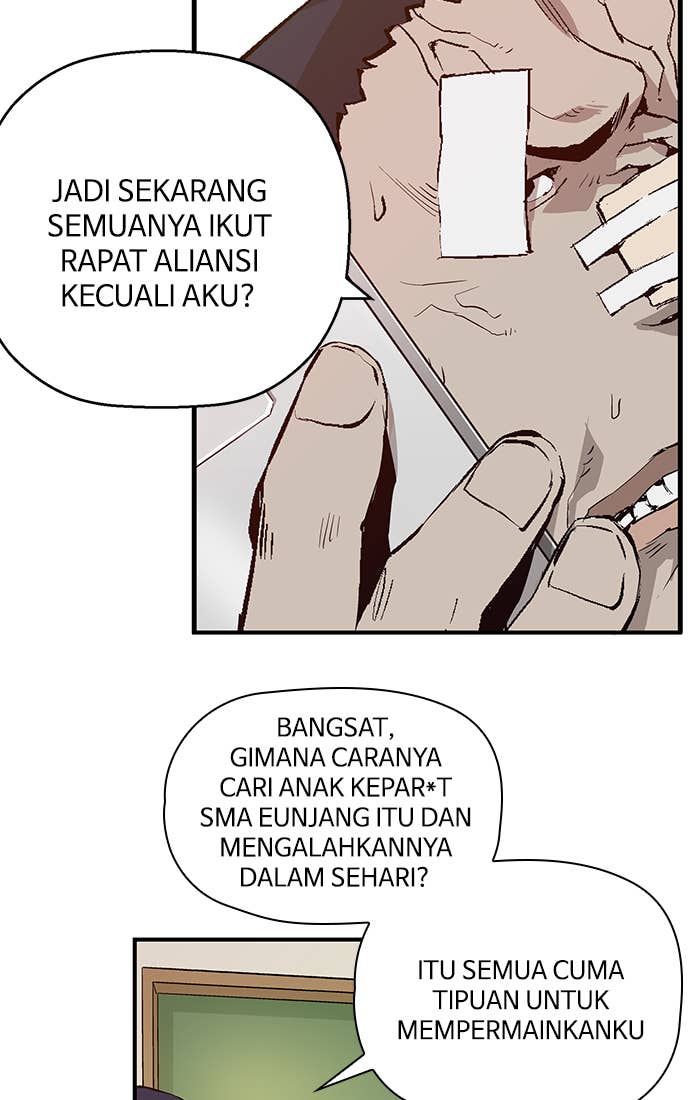 JADI SEKARANG
SEMUANYA IKUT
RAPAT ALIANSI
KECUALI AKU?
BANGSAT,
GIMANA CARANYA
CARI ANAK KEPAR*T
SMA EUNJANG ITU DAN
MENGALAHKANNYA
DALAM SEHARI?
ITU SEMUA CUMA
TIPUAN UNTUK
MEMPERMAINKANKU